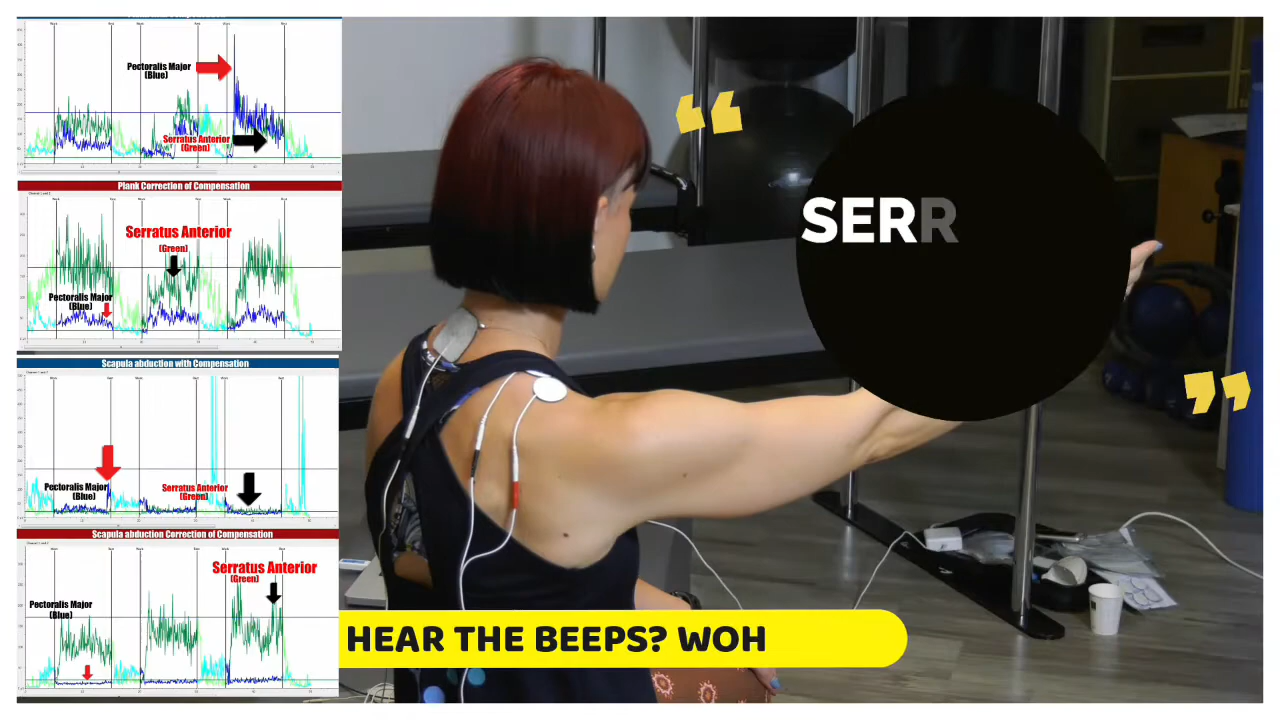 Pectoralis Major
(Blue)
Serratus Anterior
(Green)
Plank Correction of Compensation
Serratus Anterior
(Green)
Pectoralis Major
(Blue)
Scapula abduction with Compensation
Pectoralis Major
(Blue)
Serratus Anterior
(Green)
Scapula abduction Correction of Compensation
Serratus Anterior
(Green)
Pectoralis Major
(Blue)
“
SERR
”
HEAR THE BEEPS? WOH